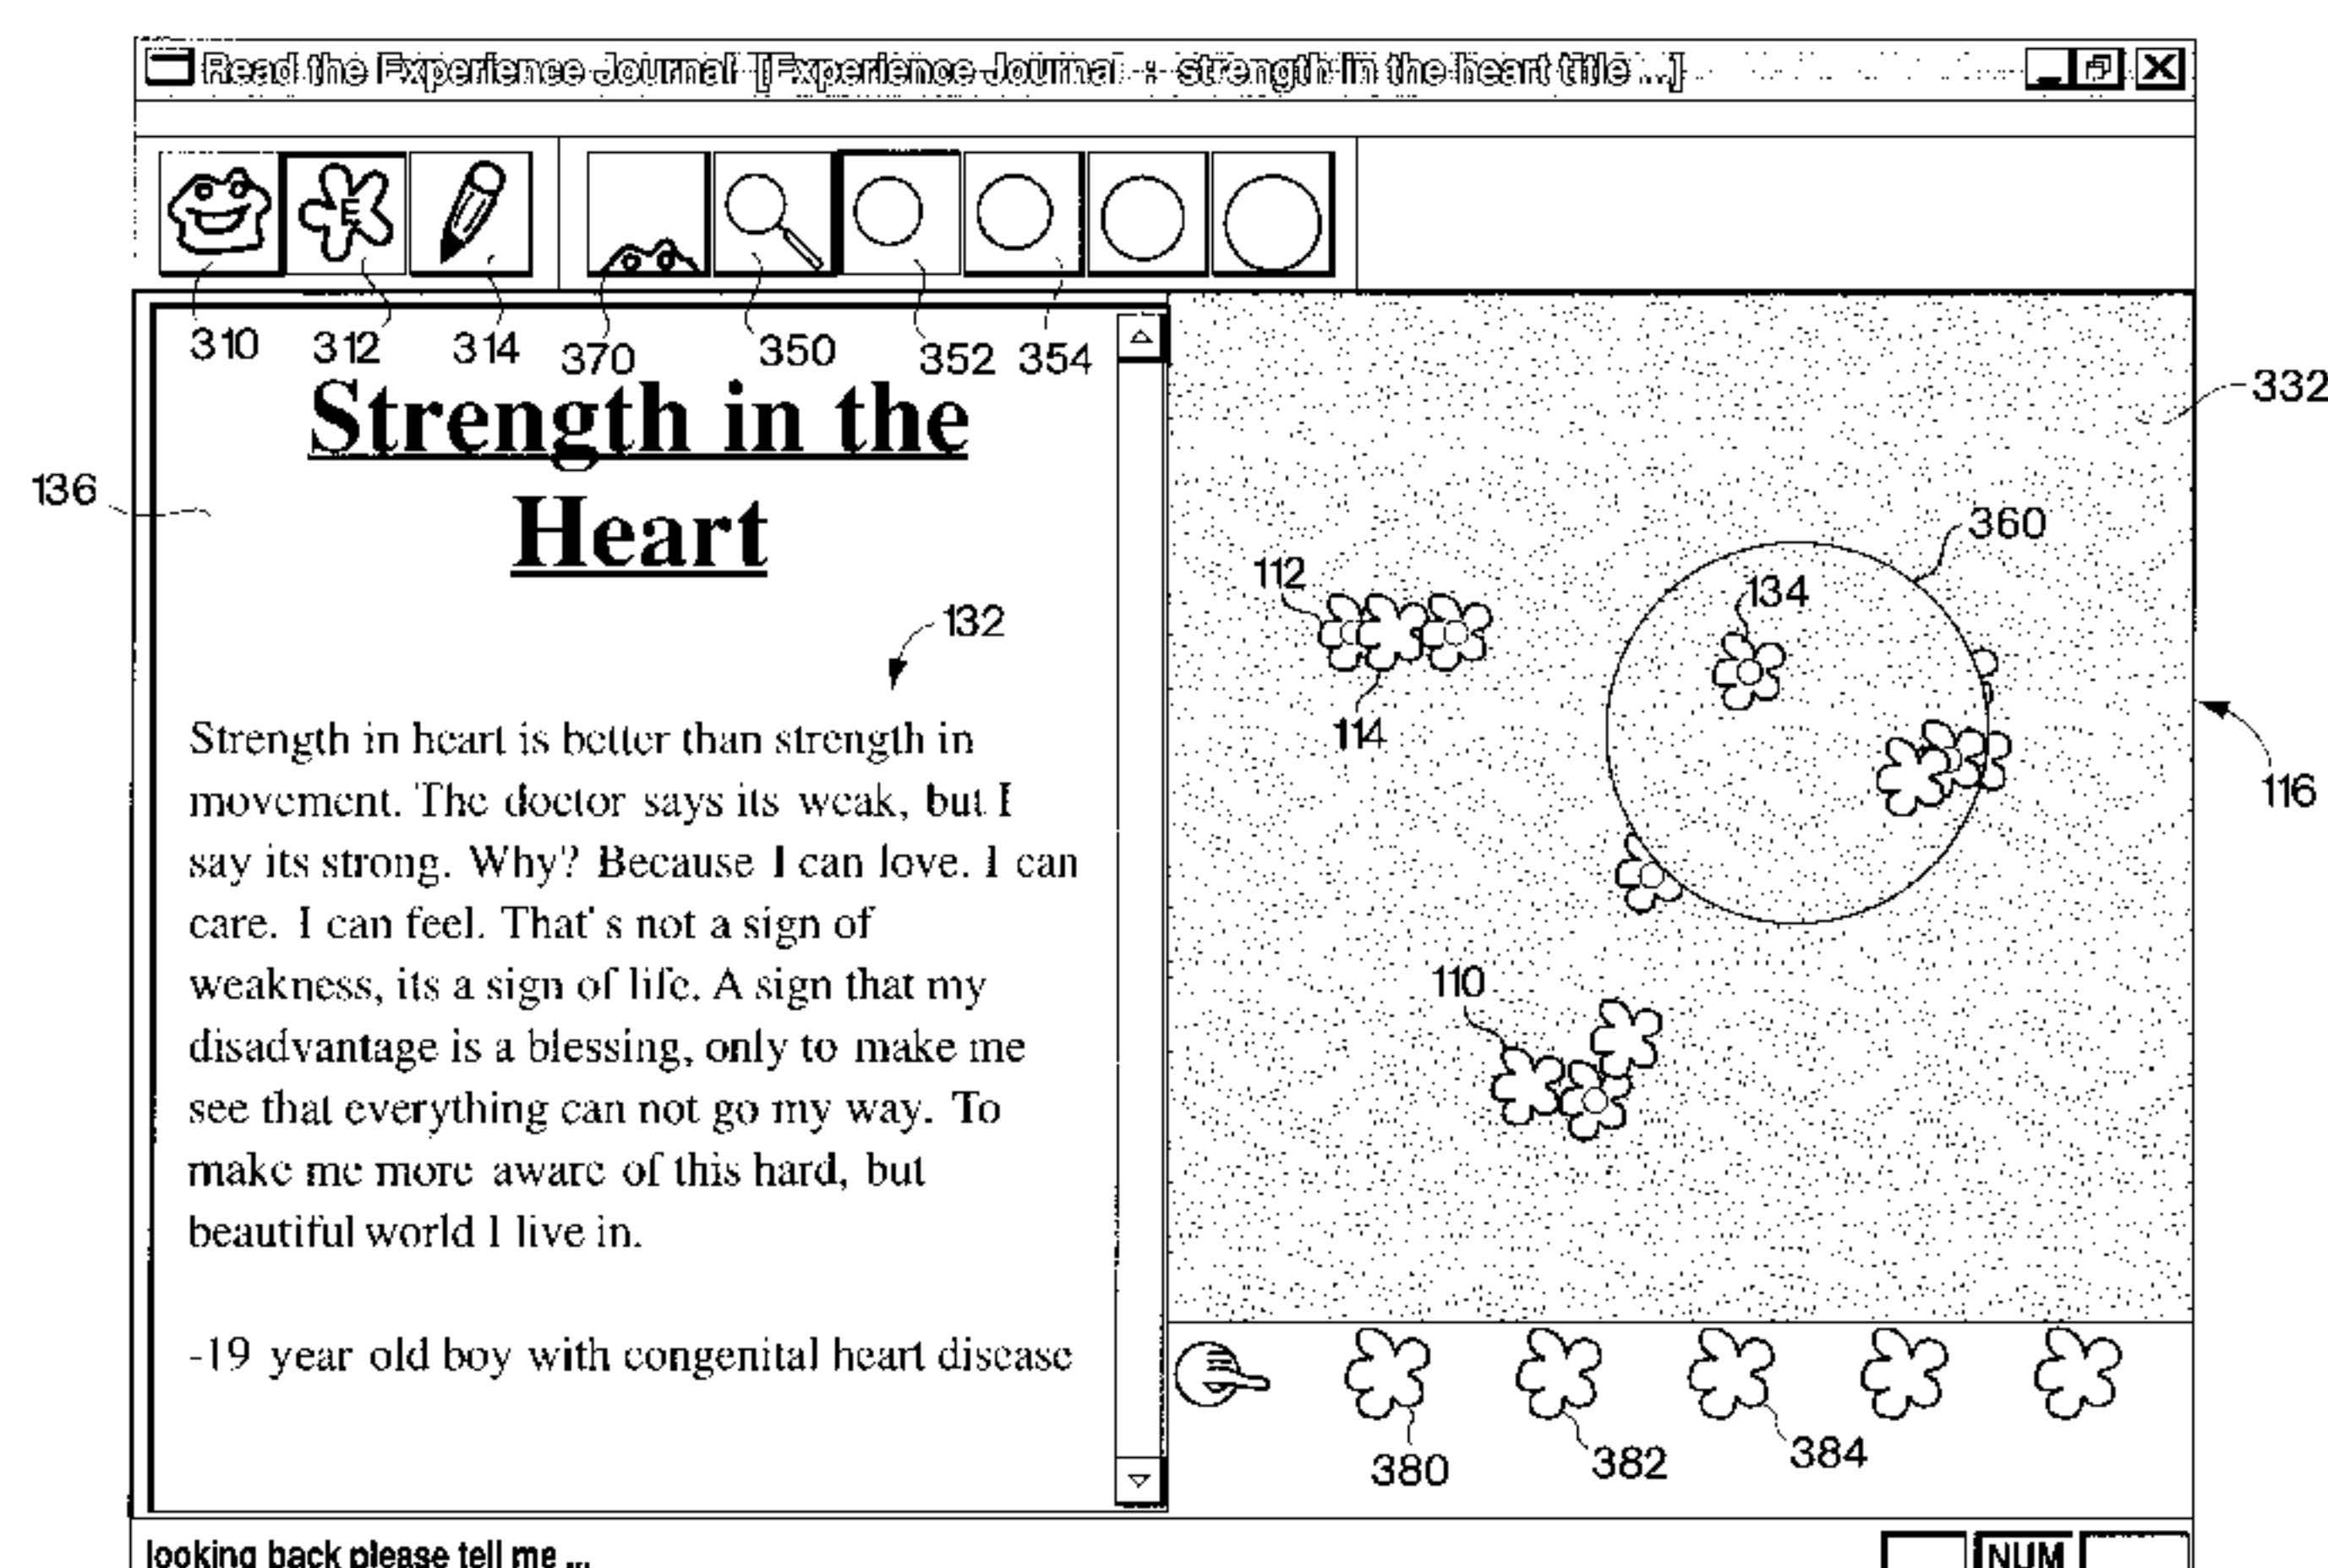 Read the Experience Journal [Experience Journal : strength in the heart title ...]
E
310 312 314 370 350 352 354
Strength in the
Heart
136
132
Strength in heart is better than strength in
movement. The doctor says its weak, but I
say its strong. Why? Because I can love. I can
care. I can feel. That's not a sign of
weakness, its a sign of life. A sign that my
disadvantage is a blessing, only to make me
see that everything can not go my way. To
make me more aware of this hard, but
beautiful world I live in.
-19 year old boy with congenital heart disease
332
360
112
134
114
116
110
380 382 384
looking back please tell me ...
NUM